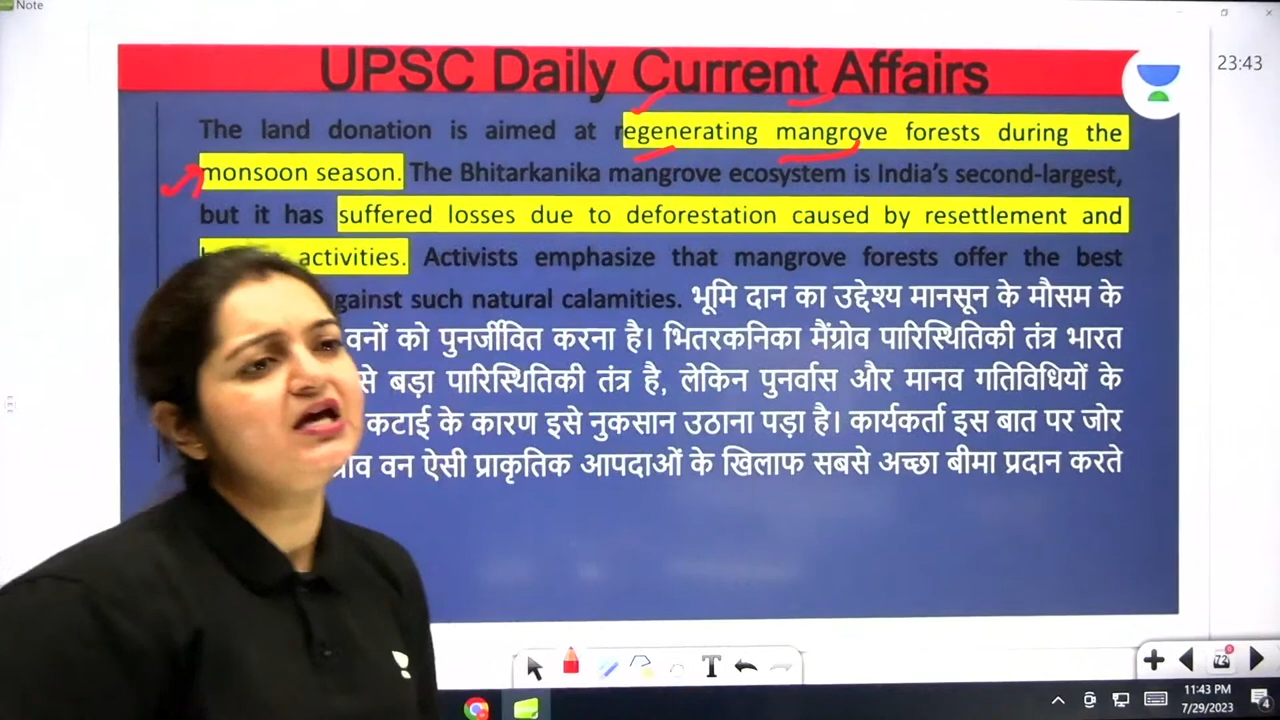 Note
UPSC Daily Current Affairs
23:43
The land donation is aimed at regenerating mangrove forests during the
monsoon season. The Bhitarkanika mangrove ecosystem is India's second-largest,
but it has suffered losses due to deforestation caused by resettlement and
activities. Activists emphasize that mangrove forests offer the best
against such natural calamities. भूमि दान का उद्देश्य मानसून के मौसम के
वनों को पुनर्जीवित करना है। भितरकनिका मैंग्रोव पारिस्थितिकी तंत्र भारत
से बड़ा पारिस्थितिकी तंत्र है, लेकिन पुनर्वास और मानव गतिविधियों के
कटाई के कारण इसे नुकसान उठाना पड़ा है। कार्यकर्ता इस बात पर जोर
वन ऐसी प्राकृतिक आपदाओं के खिलाफ सबसे अच्छा बीमा प्रदान करते
T
72
11:43 PM
7/29/2023
4